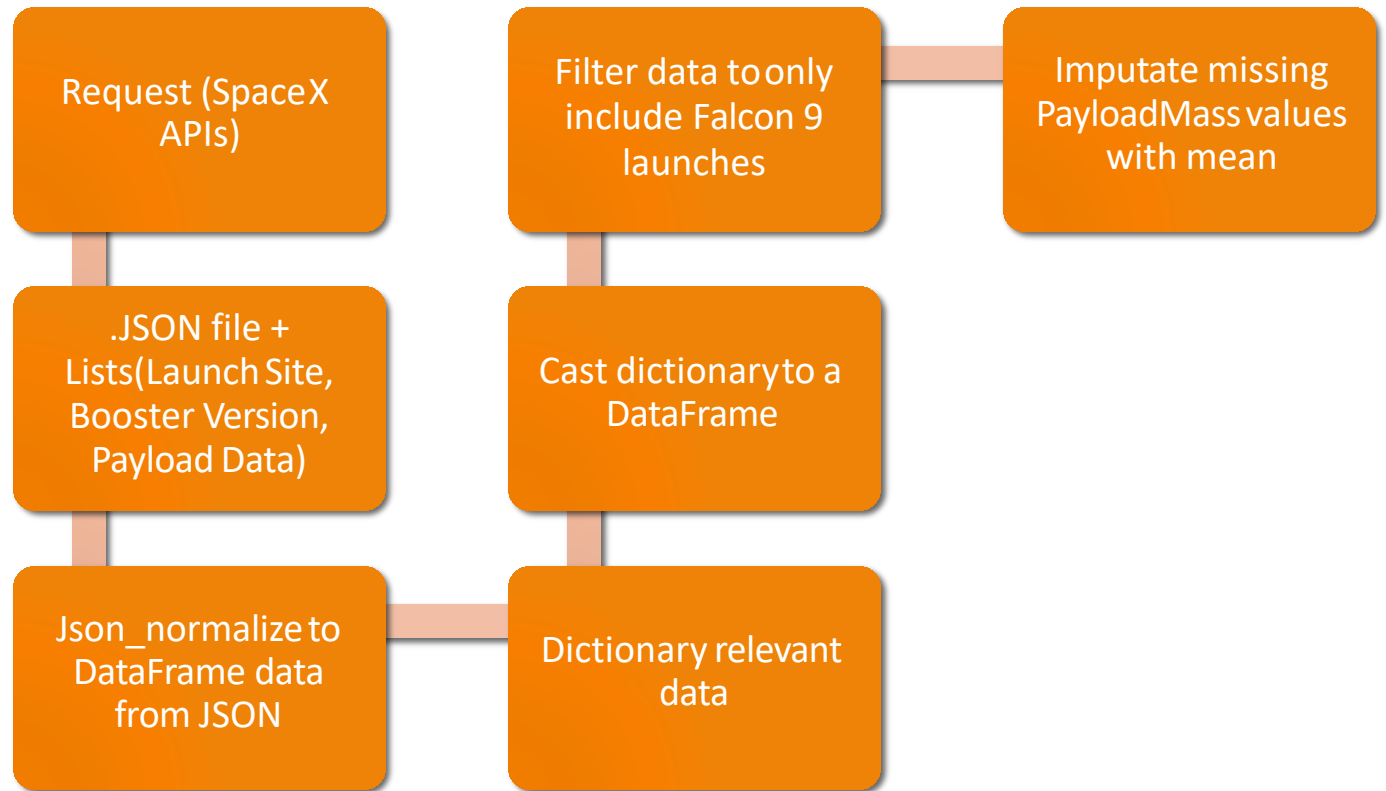 Request (SpaceX
APIs)
.JSON file +
Lists(Launch Site,
Booster Version,
Payload Data)
Json_normalize to
DataFrame data
from JSON
Dictionary relevant
data
Cast dictionary to a
DataFrame
Filter data to only
include Falcon 9
launches
Imputate missing
PayloadMass values
with mean